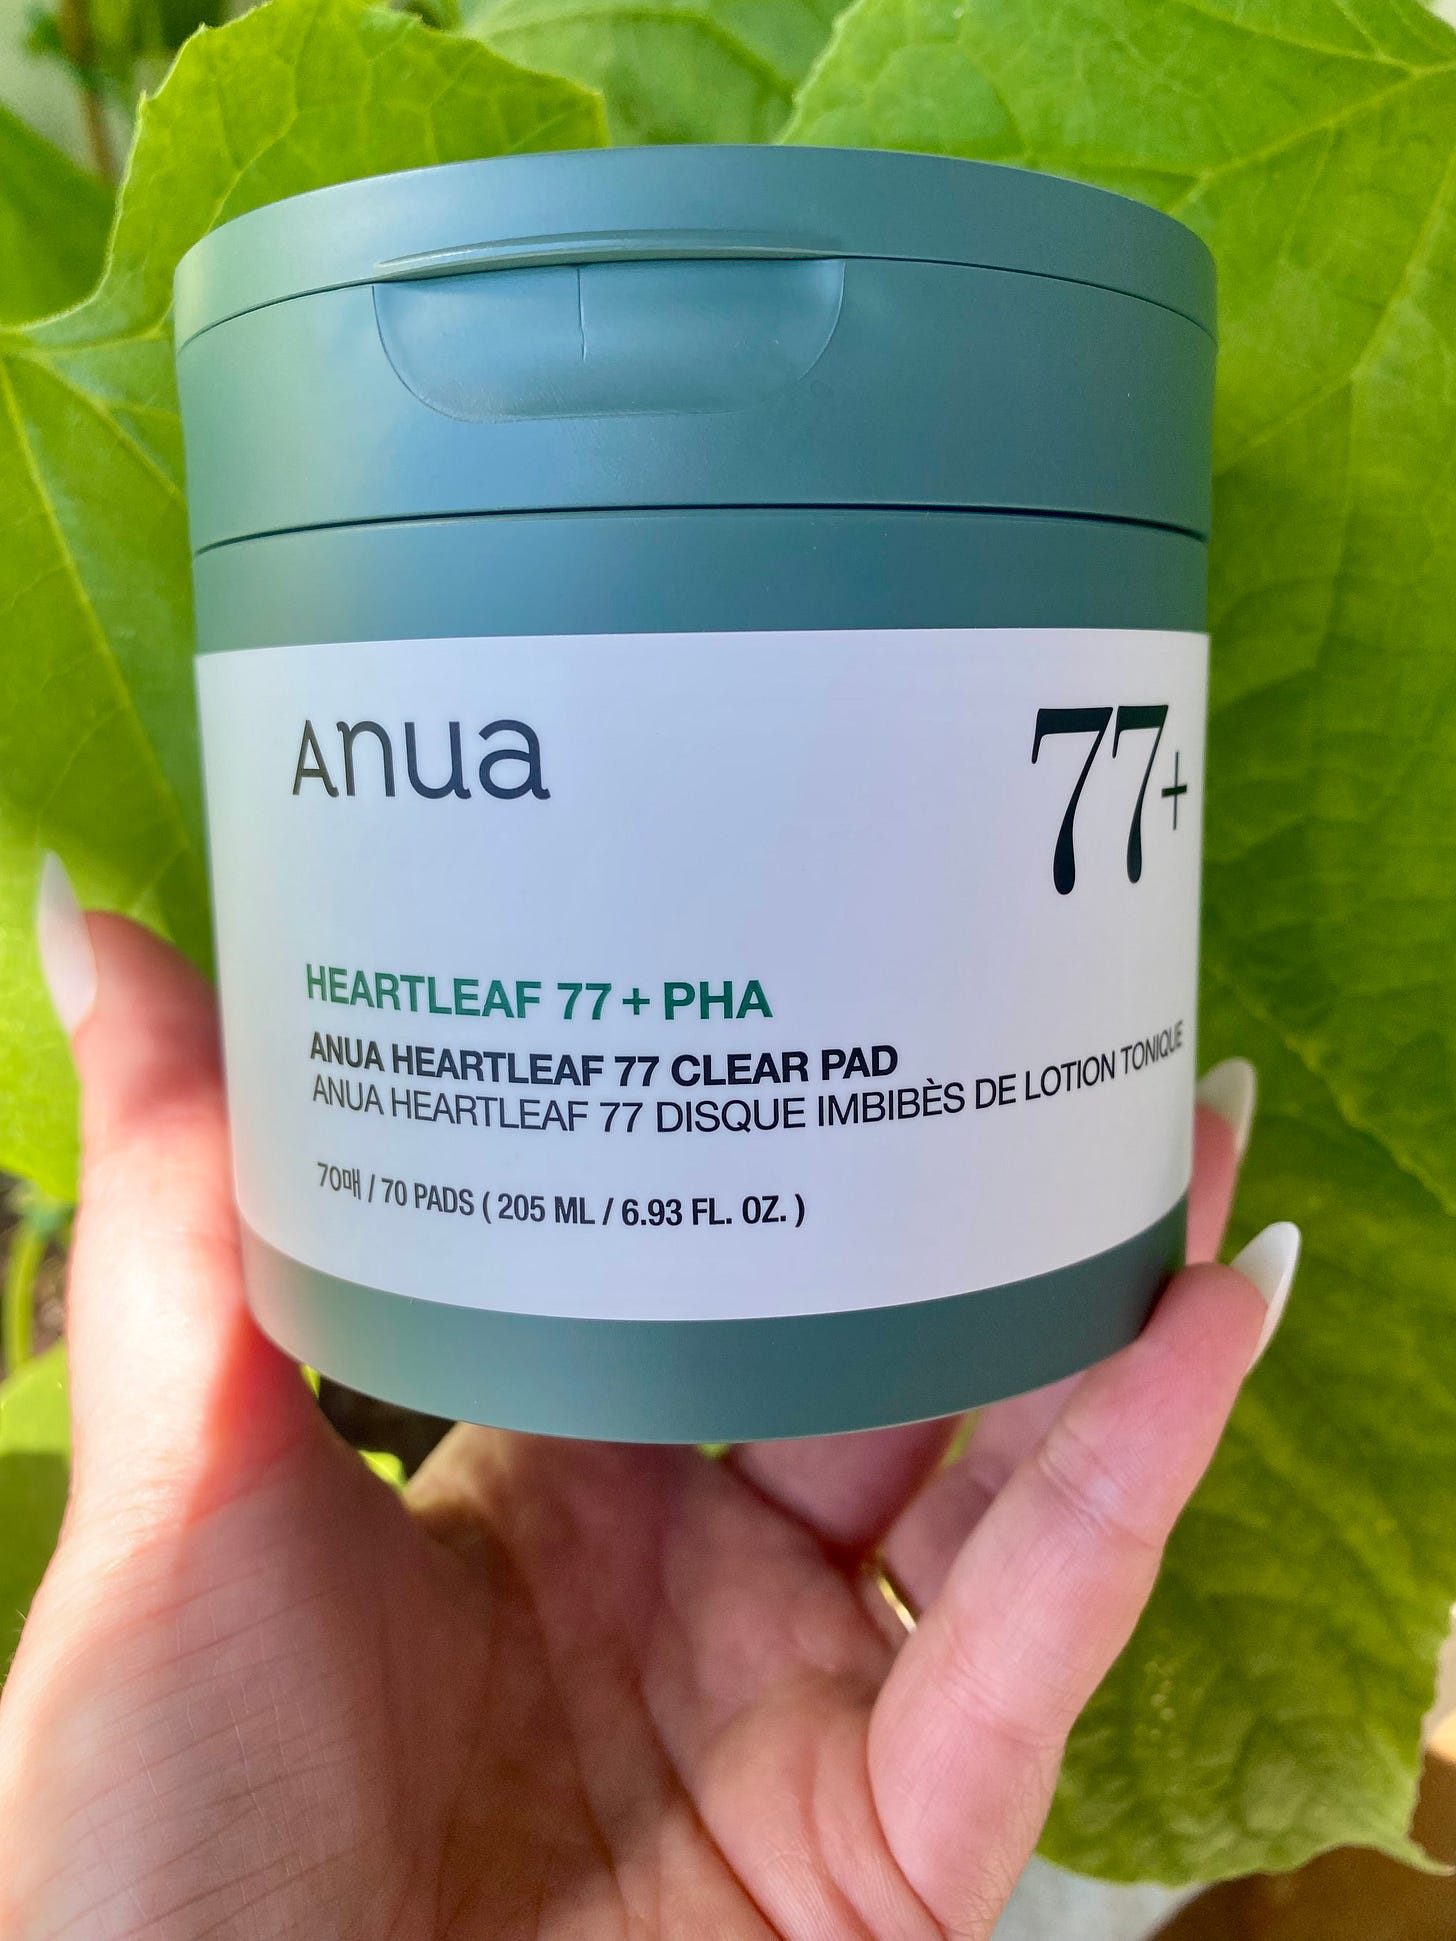 Anua
77+
HEARTLEAF 77 + PHA
ANUA HEARTLEAF 77 CLEAR PAD
ANUA HEARTLEAF 77 DISQUE IMBIBÈS DE LOTION TONIQUE
70매 / 70 PADS ( 205 ML / 6.93 FL. OZ. )